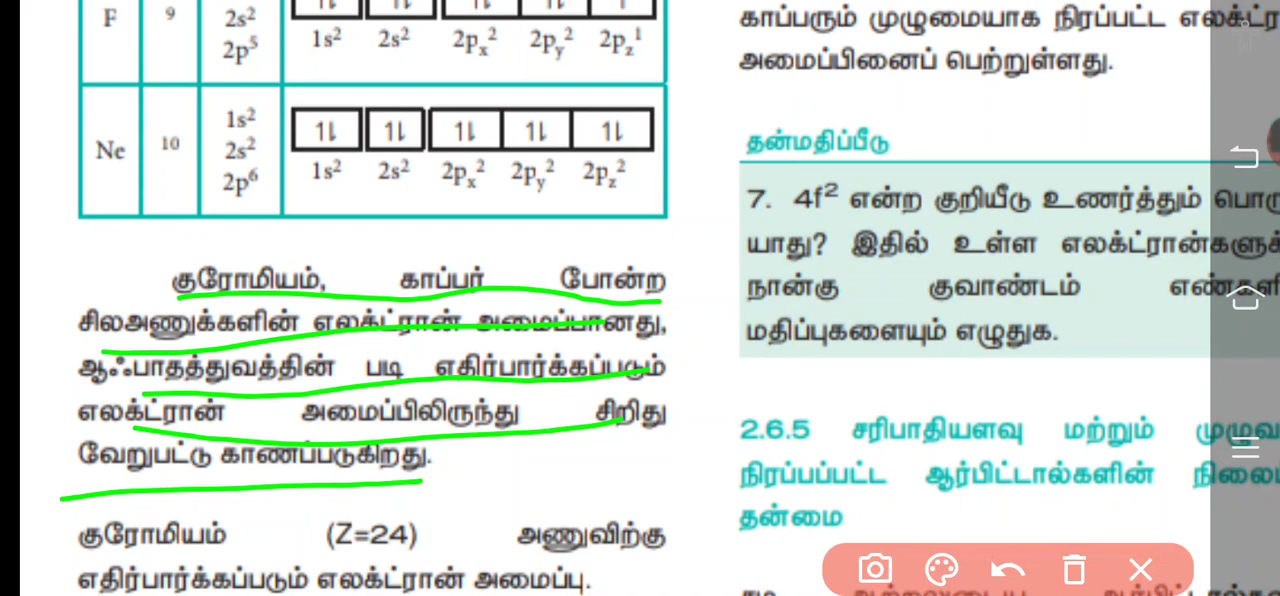 F 9 2s² 2p⁵ 1s² 2s² 2pₓ² 2pᵧ² 2p_z¹
Ne 10 1s² 2s² 2p⁶ 1↿⇂ 1s² 2s² 2pₓ² 2pᵧ² 2p_z²
குரோமியம், காப்பர் போன்ற
சிலஅணுக்களின் எலக்ட்ரான் அமைப்பானது,
ஆஃபாதத்துவத்தின் படி எதிர்பார்க்கப்படும்
எலக்ட்ரான் அமைப்பிலிருந்து சிறிது
வேறுபட்டு காணப்படுகிறது.
குரோமியம் (Z=24) அணுவிற்கு
எதிர்பார்க்கப்படும் எலக்ட்ரான் அமைப்பு.
காப்பரும் முழுமையாக நிரப்பட்ட
அமைப்பினைப் பெற்றுள்ளது.
தன்மதிப்பீடு
7. 4f² என்ற குறியீடு உணர்த்தும்
யாது? இதில் உள்ள
நான்கு குவாண்டம்
மதிப்புகளையும் எழுதுக.
2.6.5 சரிபாதியளவு மற்றும்
நிரப்பப்பட்ட ஆர்பிட்டால்களின்
தன்மை